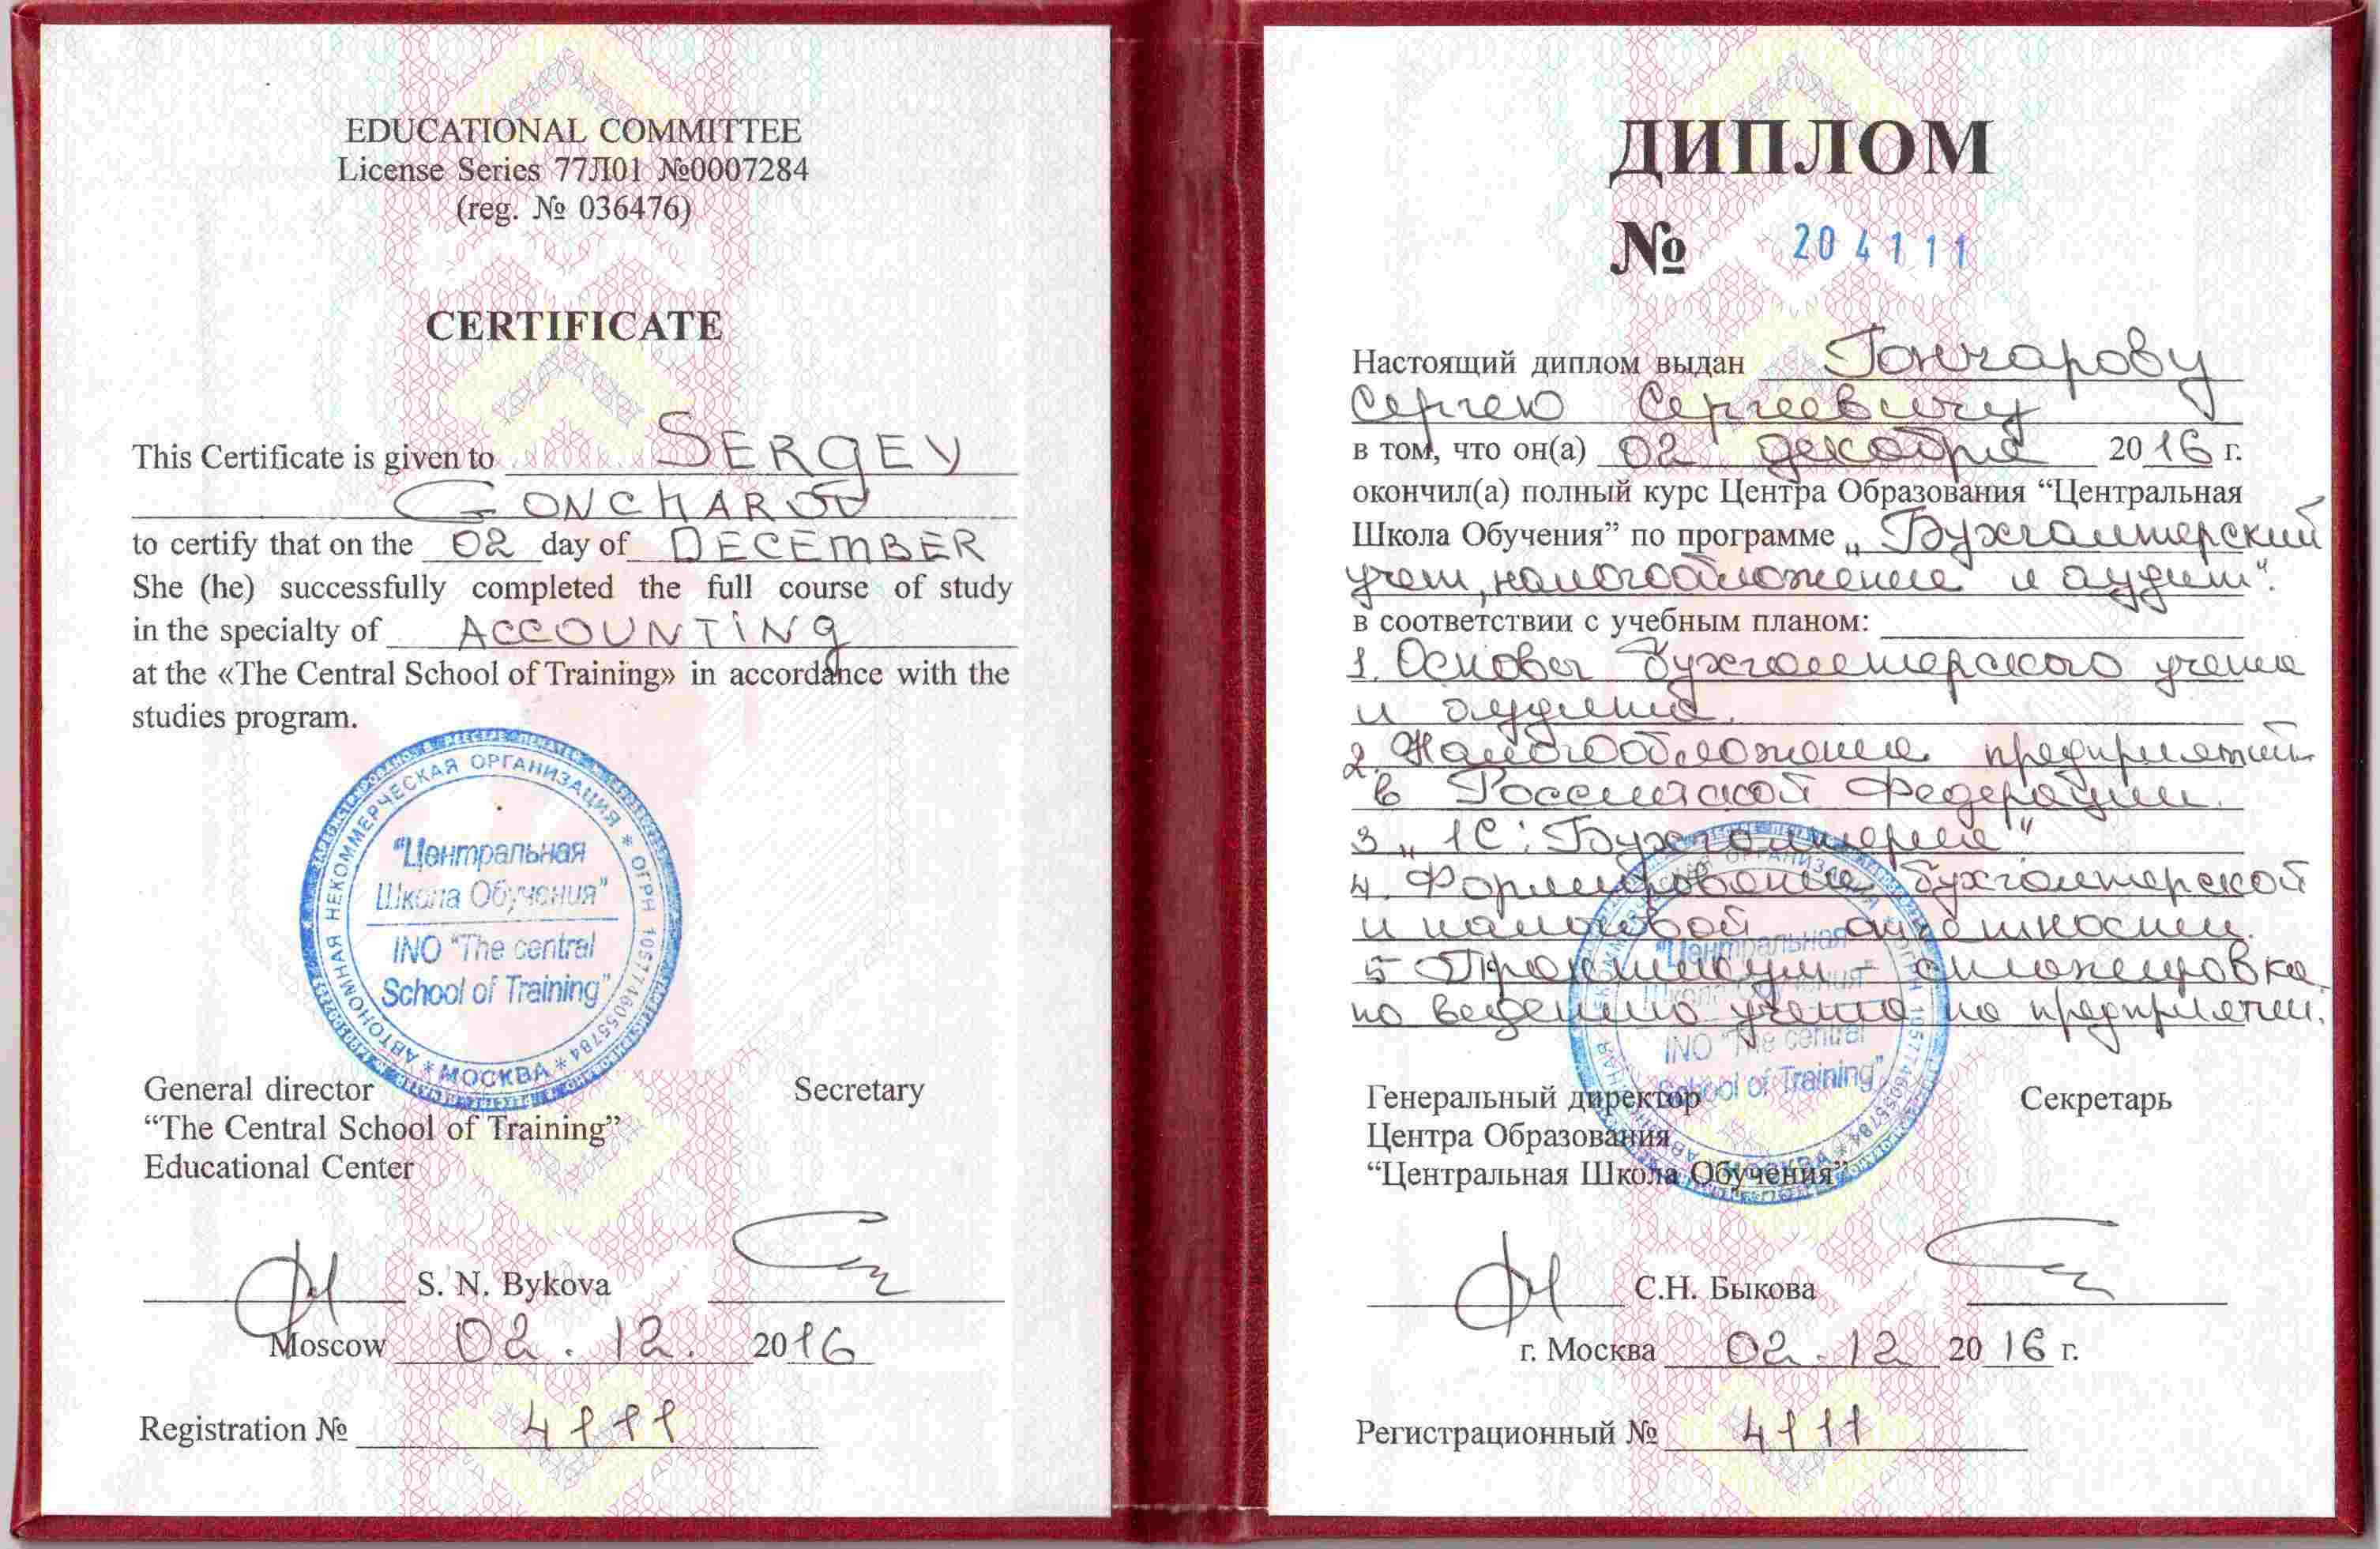 EDUCATIONAL COMMITTEE
License Series 77Л01 №0007284
(reg. № 036476)
CERTIFICATE
This Certificate is given to SERGEY
GONCHAROV
to certify that on the 02 day of DECEMBER
She (he) successfully completed the full course of study
in the specialty of ACCOUNTING
at the «The Central School of Training» in accordance with the
studies program.
АВТОНОМНАЯ НЕКОММЕРЧЕСКАЯ ОРГАНИЗАЦИЯ * ОГРН 1057746055784 * МОСКВА *
"Центральная
Школа Обучения"
INO "The central
School of Training"
General director
Secretary
"The Central School of Training"
Educational Center
S. N. Bykova
Moscow 02.12. 2016
Registration № 4111
ДИПЛОМ
№ 204111
Настоящий диплом выдан Гончарову
Сергею Сергеевичу
в том, что он(а) 02 декабря 2016 г.
окончил(а) полный курс Центра Образования "Центральная
Школа Обучения" по программе „Бухгалтерский
учет, налогообложение и аудит".
в соответствии с учебным планом:
1. Основы бухгалтерского учета
и аудита.
2. Налогообложение предприятий
в Российской Федерации.
3 „1С: Бухгалтерия"
4. Формирование бухгалтерской
и налоговой отчетности.
5 Практикум - стажировка
по ведению учета на предприятии.
"Центральная
Школа Обучения"
INO "The central
School of Training"
МОСКВА
Генеральный директор
Секретарь
Центра Образования
"Центральная Школа Обучения"
С.Н. Быкова
г. Москва 02.12 2016 г.
Регистрационный № 4111